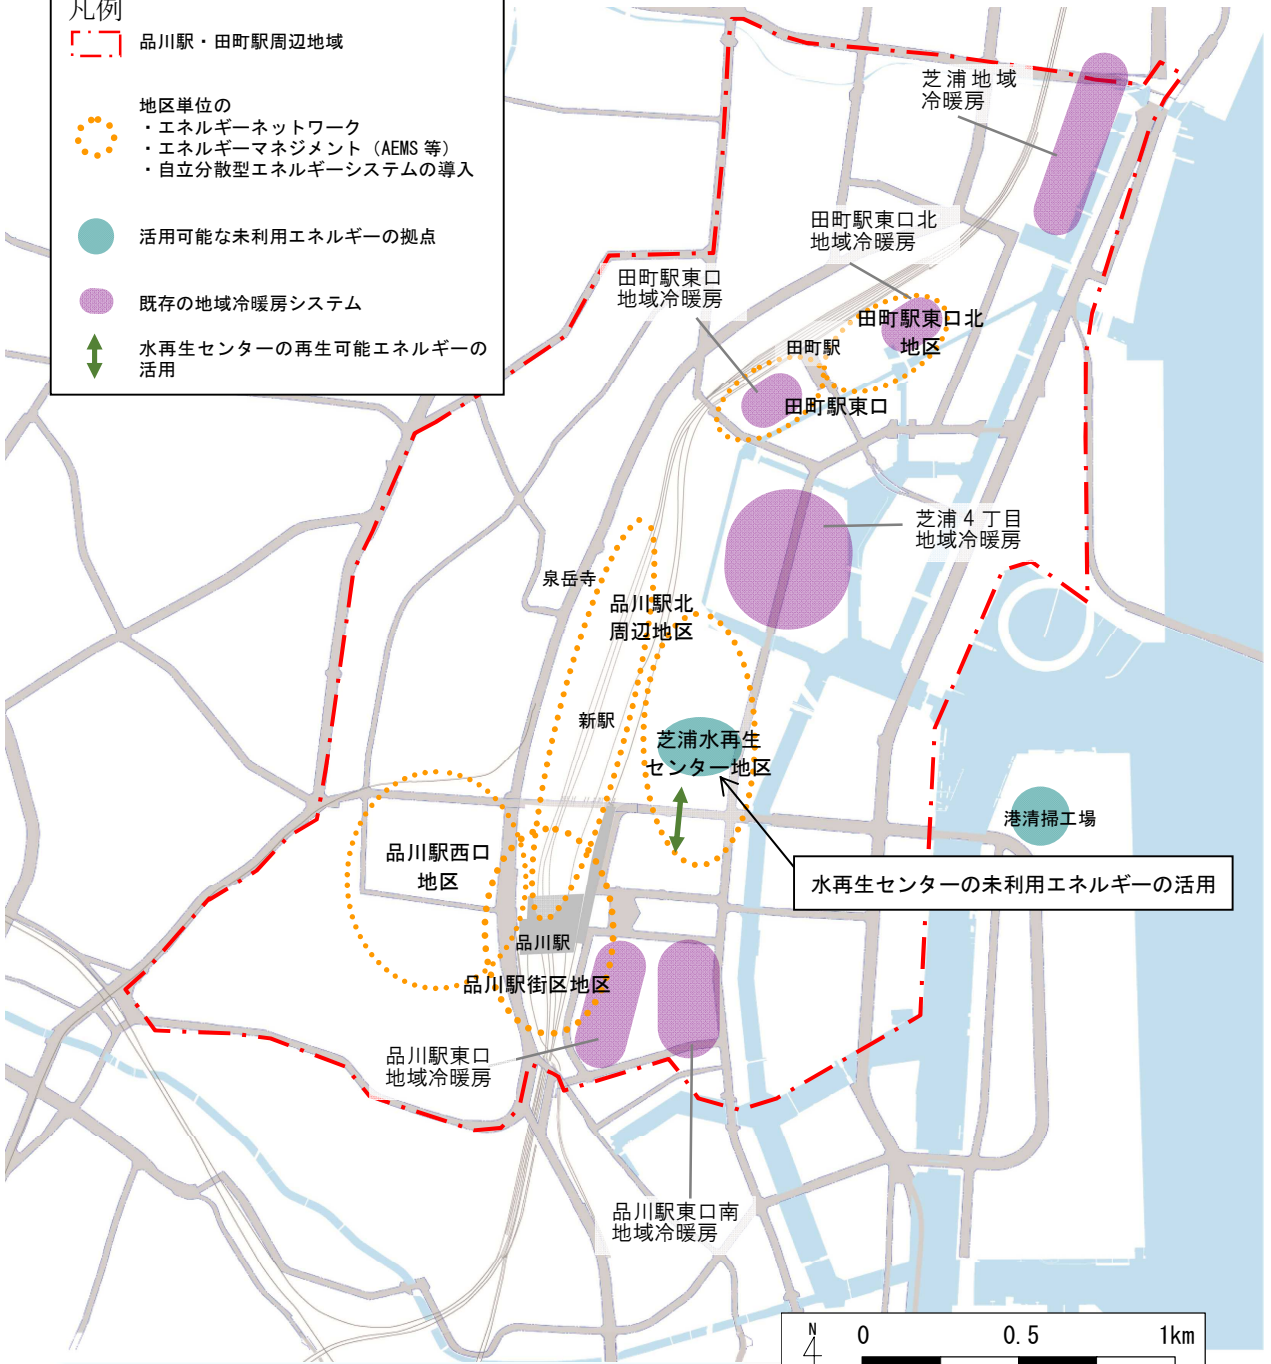 凡例
品川駅・田町駅周辺地域
地区単位の
・エネルギーネットワーク
・エネルギーマネジメント（AEMS 等）
・自立分散型エネルギーシステムの導入
活用可能な未利用エネルギーの拠点
既存の地域冷暖房システム
水再生センターの再生可能エネルギーの
活用
芝浦地域
冷暖房
田町駅東口北
地域冷暖房
田町駅東口
地域冷暖房
田町駅東口北
地区
田町駅
田町駅東口
芝浦 4 丁目
地域冷暖房
泉岳寺
品川駅北
周辺地区
新駅
芝浦水再生
センター地区
港清掃工場
品川駅西口
地区
水再生センターの未利用エネルギーの活用
品川駅
品川駅街区地区
品川駅東口
地域冷暖房
品川駅東口南
地域冷暖房
N
0 0.5 1km